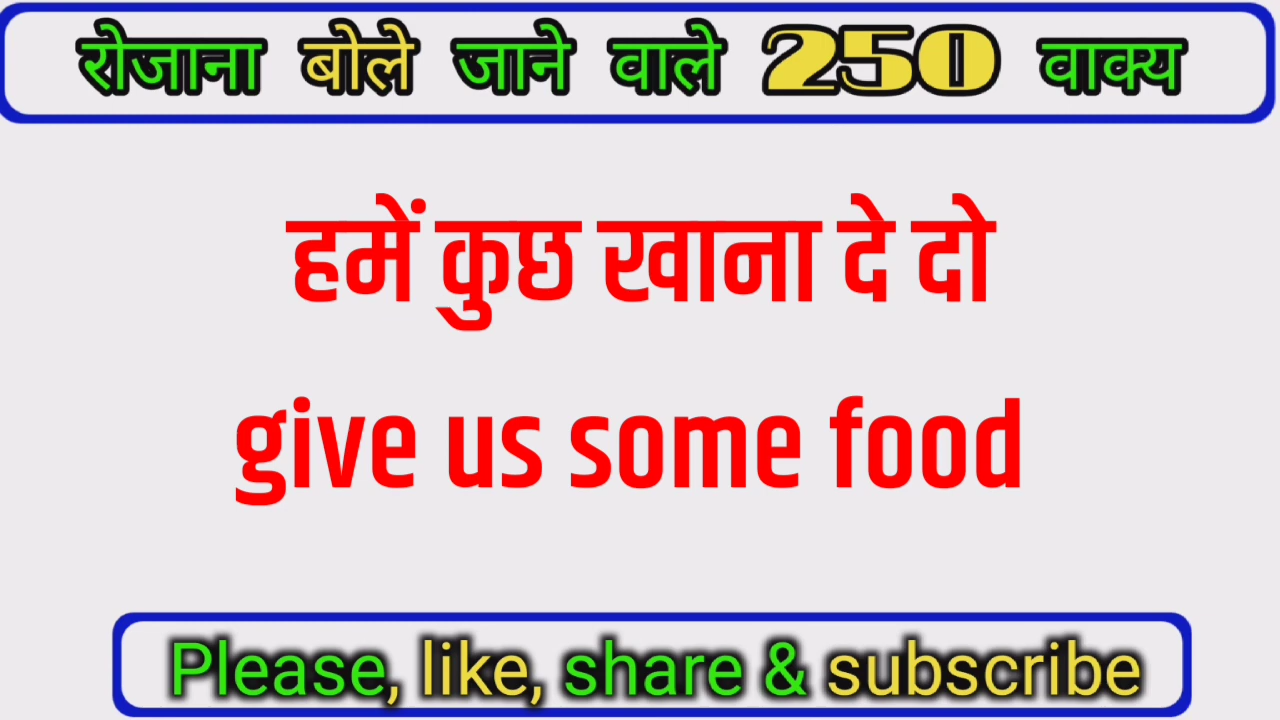 रोजाना बोले जाने वाले 250 वाक्य
हमें कुछ खाना दे दो
give us some food
Please, like, share & subscribe